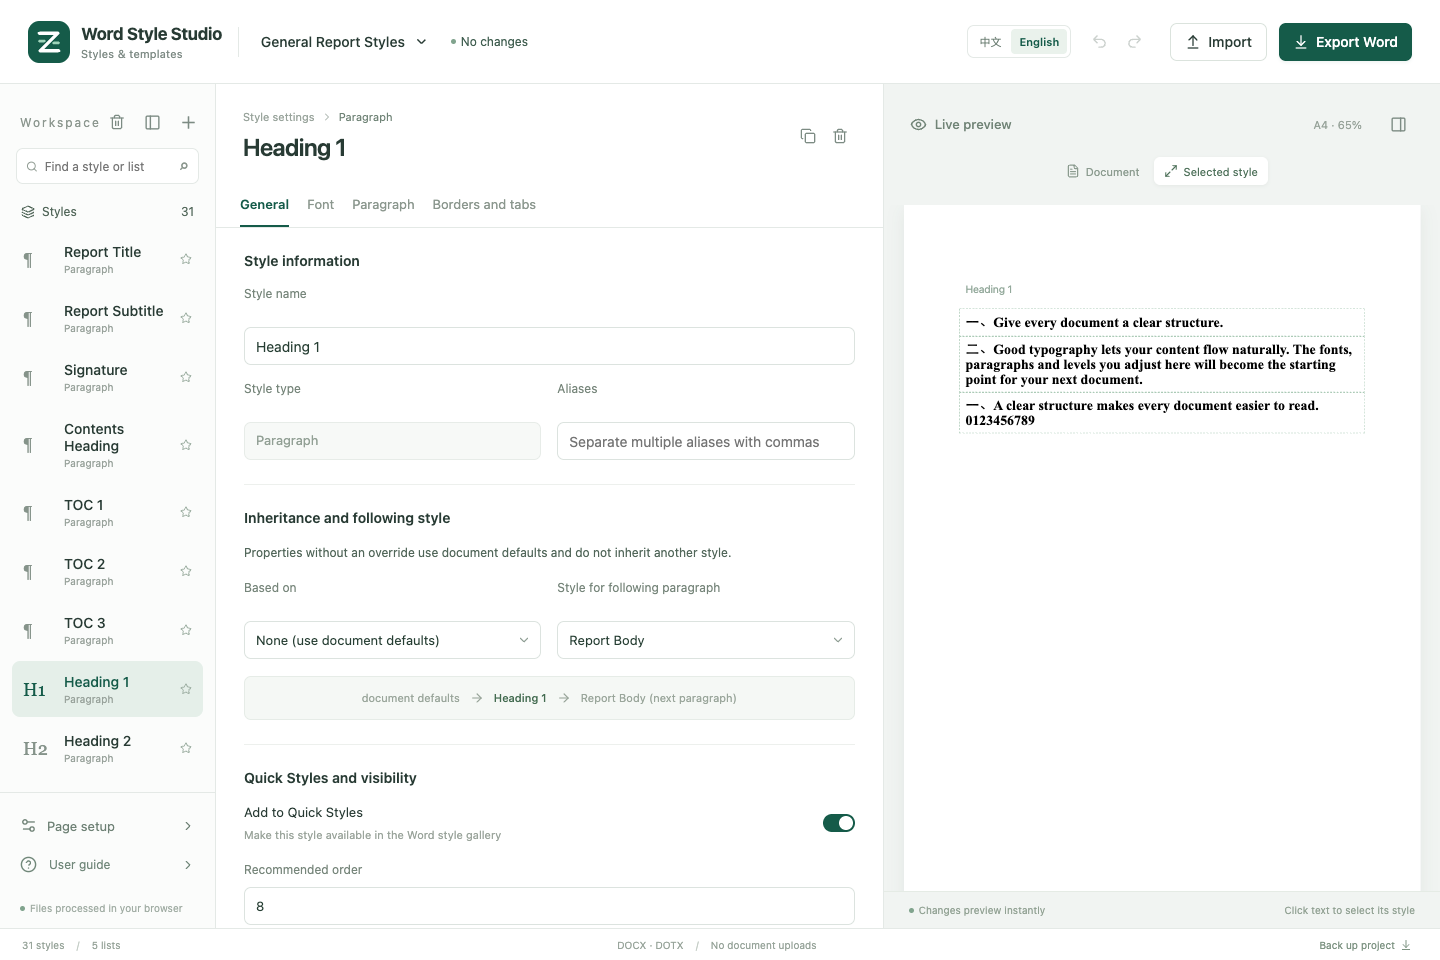 Word Style Studio
Styles & templates
General Report Styles
No changes
中文
English
Import
Export Word
Workspace
Find a style or list
Styles
31
¶
Report Title
Paragraph
¶
Report Subtitle
Paragraph
¶
Signature
Paragraph
¶
Contents
Heading
Paragraph
¶
TOC 1
Paragraph
¶
TOC 2
Paragraph
¶
TOC 3
Paragraph
H1
Heading 1
Paragraph
H2
Heading 2
Paragraph
Page setup
User guide
Files processed in your browser
Style settings
Paragraph
Heading 1
General
Font
Paragraph
Borders and tabs
Style information
Style name
Heading 1
Style type
Aliases
Paragraph
Separate multiple aliases with commas
Inheritance and following style
Properties without an override use document defaults and do not inherit another style.
Based on
Style for following paragraph
None (use document defaults)
Report Body
document defaults
Heading 1
Report Body (next paragraph)
Quick Styles and visibility
Add to Quick Styles
Make this style available in the Word style gallery
Recommended order
8
Live preview
A4 · 65%
Document
Selected style
Heading 1
一、Give every document a clear structure.
二、Good typography lets your content flow naturally. The fonts,
paragraphs and levels you adjust here will become the starting
point for your next document.
一、A clear structure makes every document easier to read.
0123456789
Changes preview instantly
Click text to select its style
31 styles / 5 lists
DOCX · DOTX / No document uploads
Back up project